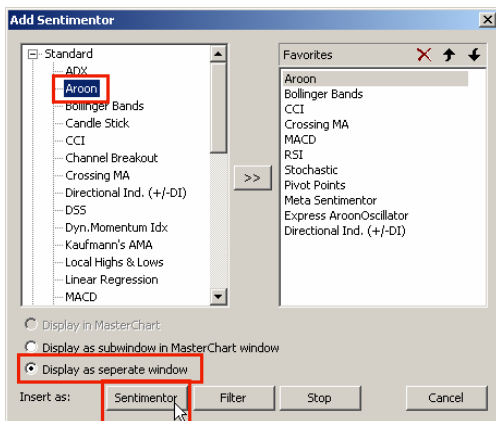 Add Sentimentor
Standard
ADX
Aroon
Bollinger Bands
Candle Stick
CCI
Channel Breakout
Crossing MA
Directional Ind. (+/-DI)
DSS
Dyn.Momentum Idx
Kaufmann's AMA
Local Highs & Lows
Linear Regression
MACD
>>
Favorites
Aroon
Bollinger Bands
CCI
Crossing MA
MACD
RSI
Stochastic
Pivot Points
Meta Sentimentor
Express AroonOscillator
Directional Ind. (+/-DI)
Display in MasterChart
Display as subwindow in MasterChart window
Display as seperate window
Insert as: Sentimentor Filter Stop Cancel